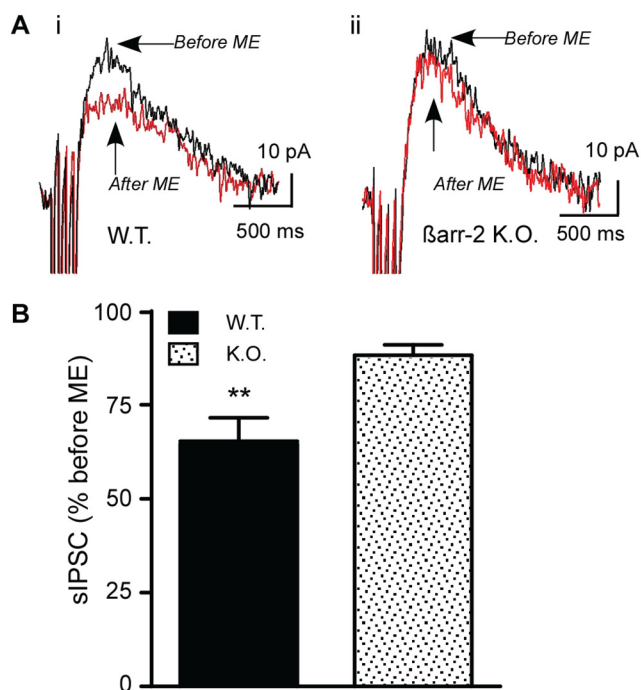 A i ii
Before ME Before ME
10 pA 10 pA
After ME After ME
500 ms 500 ms
W.T. ßarr-2 K.O.
B
100
W.T.
K.O.
**
75
50
25
0
sIPSC (% before ME)